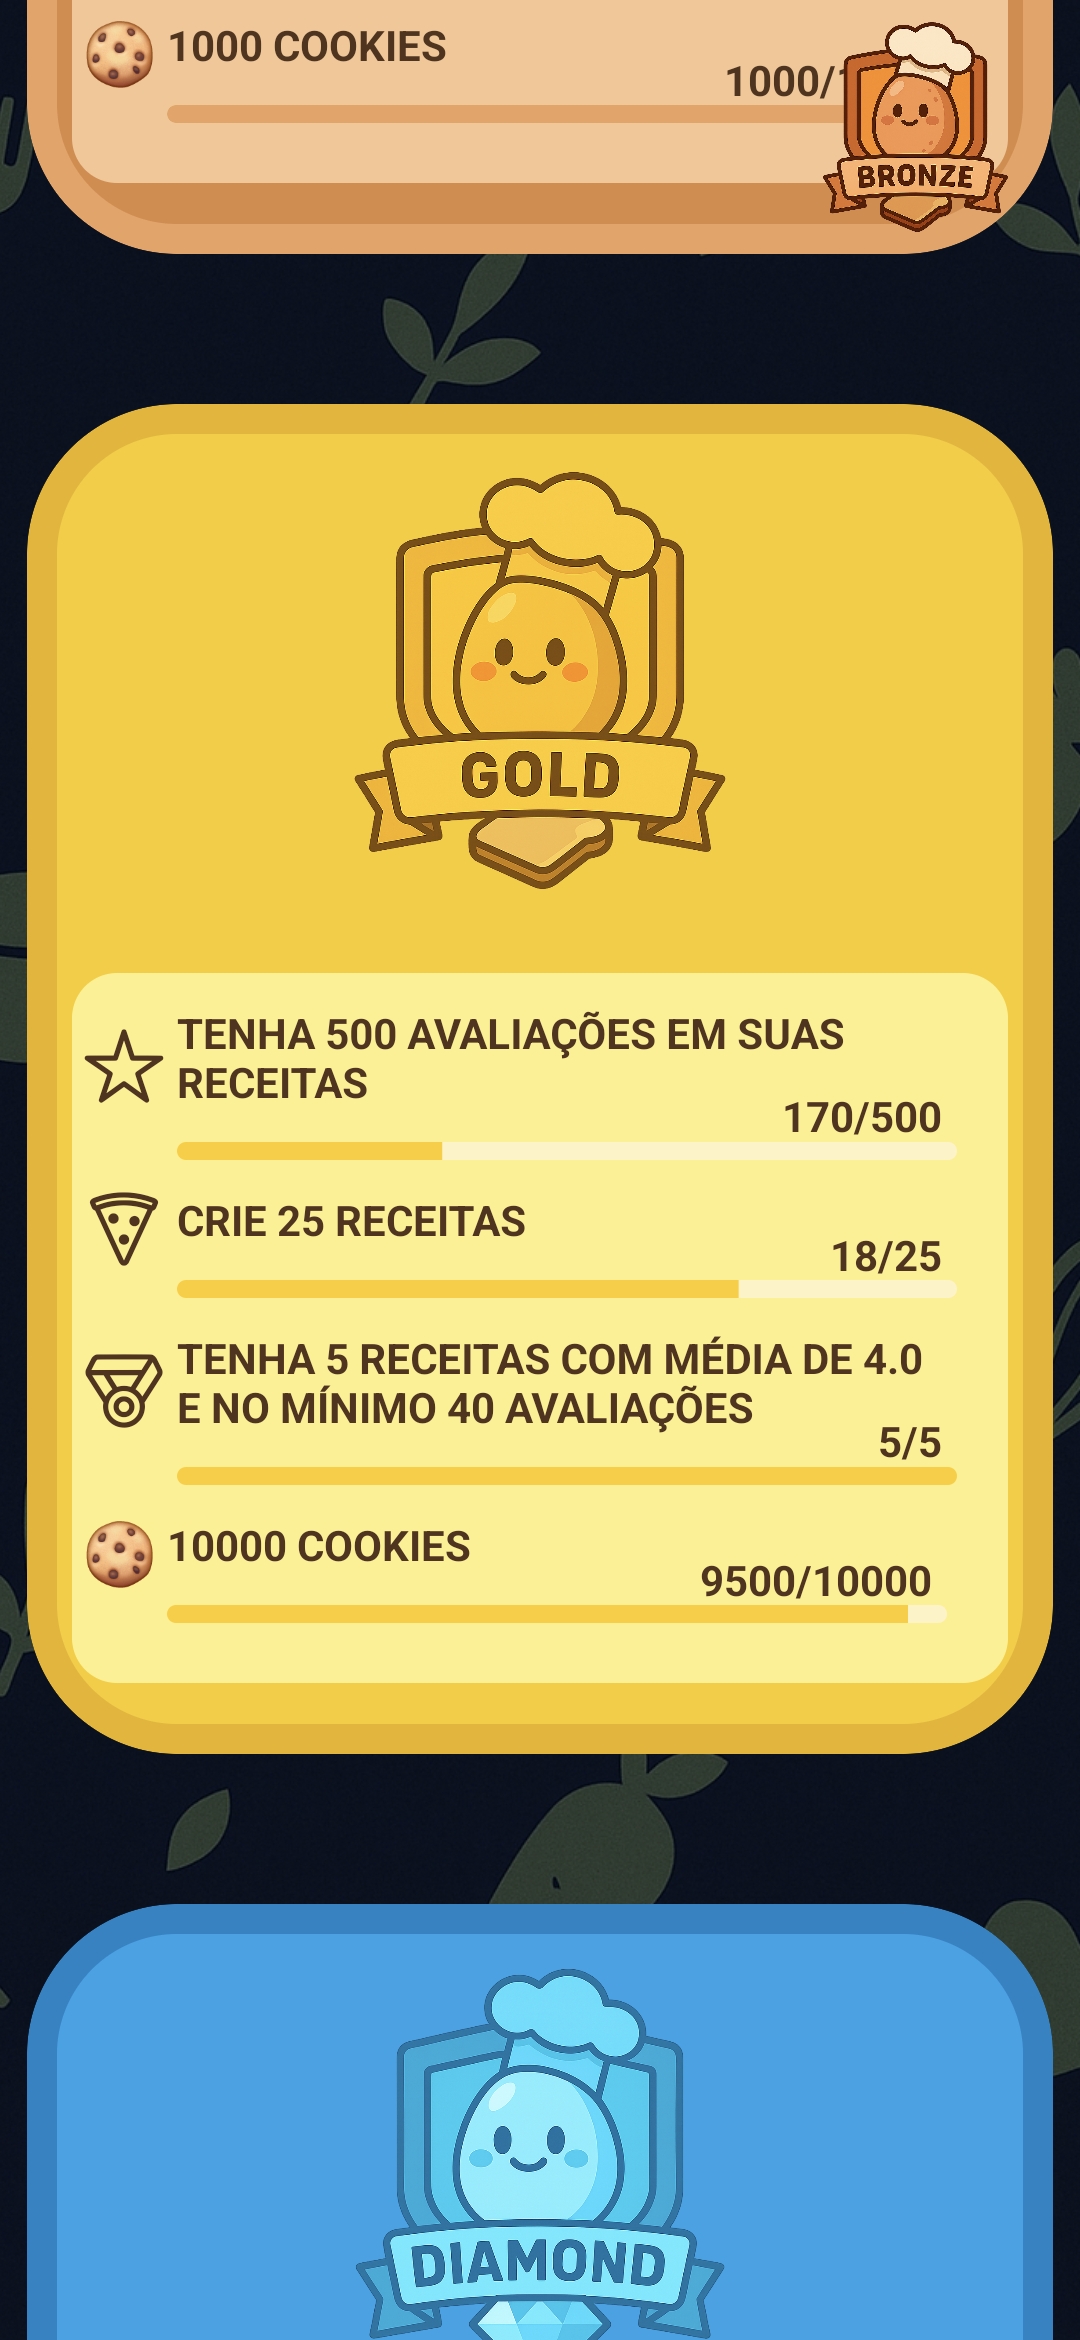 1000 COOKIES
1000/1
BRONZE
GOLD
TENHA 500 AVALIAÇÕES EM SUAS
RECEITAS
170/500
CRIE 25 RECEITAS
18/25
TENHA 5 RECEITAS COM MÉDIA DE 4.0
E NO MÍNIMO 40 AVALIAÇÕES
5/5
10000 COOKIES
9500/10000
DIAMOND